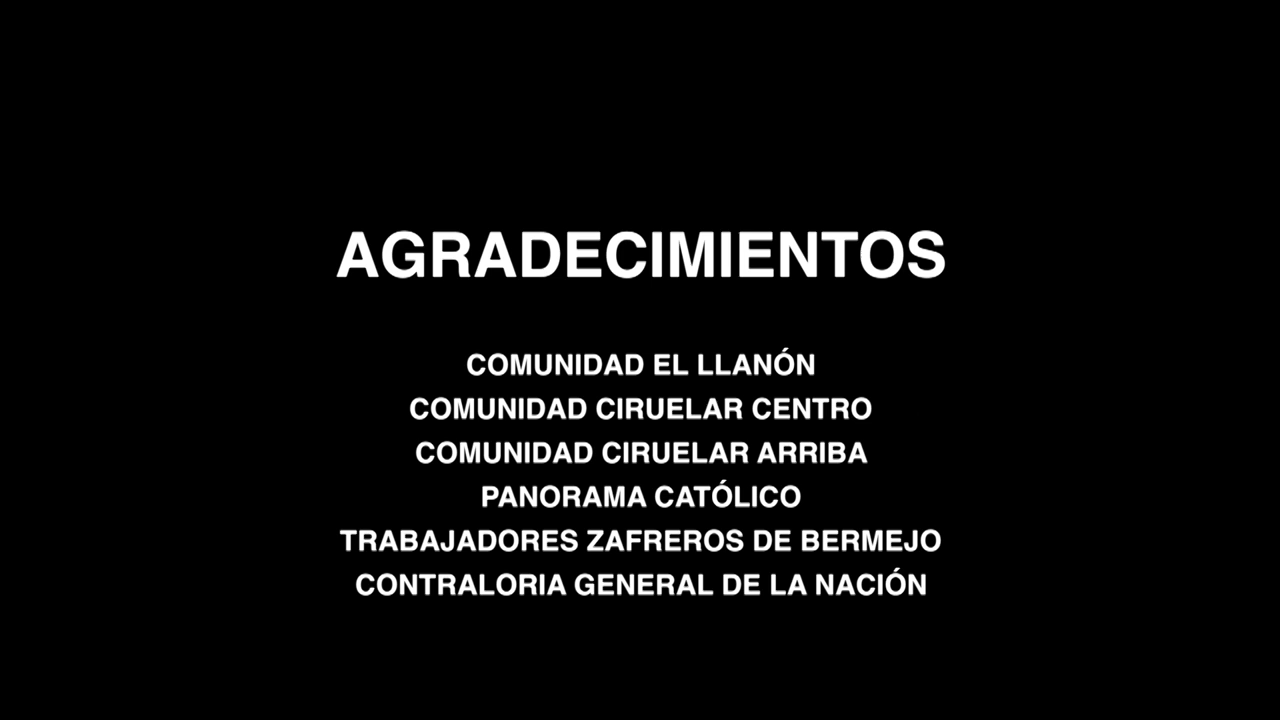 AGRADECIMIENTOS
COMUNIDAD EL LLANÓN
COMUNIDAD CIRUELAR CENTRO
COMUNIDAD CIRUELAR ARRIBA
PANORAMA CATÓLICO
TRABAJADORES ZAFREROS DE BERMEJO
CONTRALORIA GENERAL DE LA NACIÓN